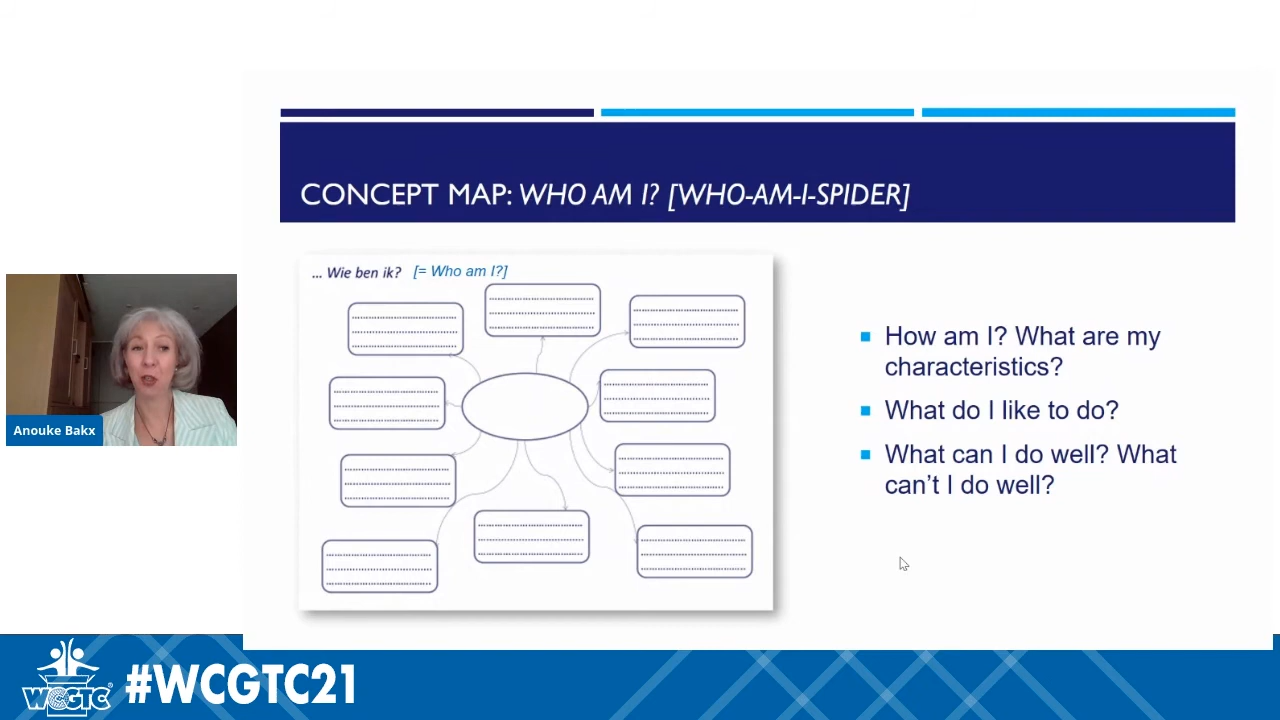 CONCEPT MAP: WHO AM I? [WHO-AM-I-SPIDER]
... Wie ben ik? [= Who am I?]
How am I? What are my
characteristics?
What do I like to do?
What can I do well? What
can't I do well?
Anouke Bakx
WCGTC
#WCGTC21